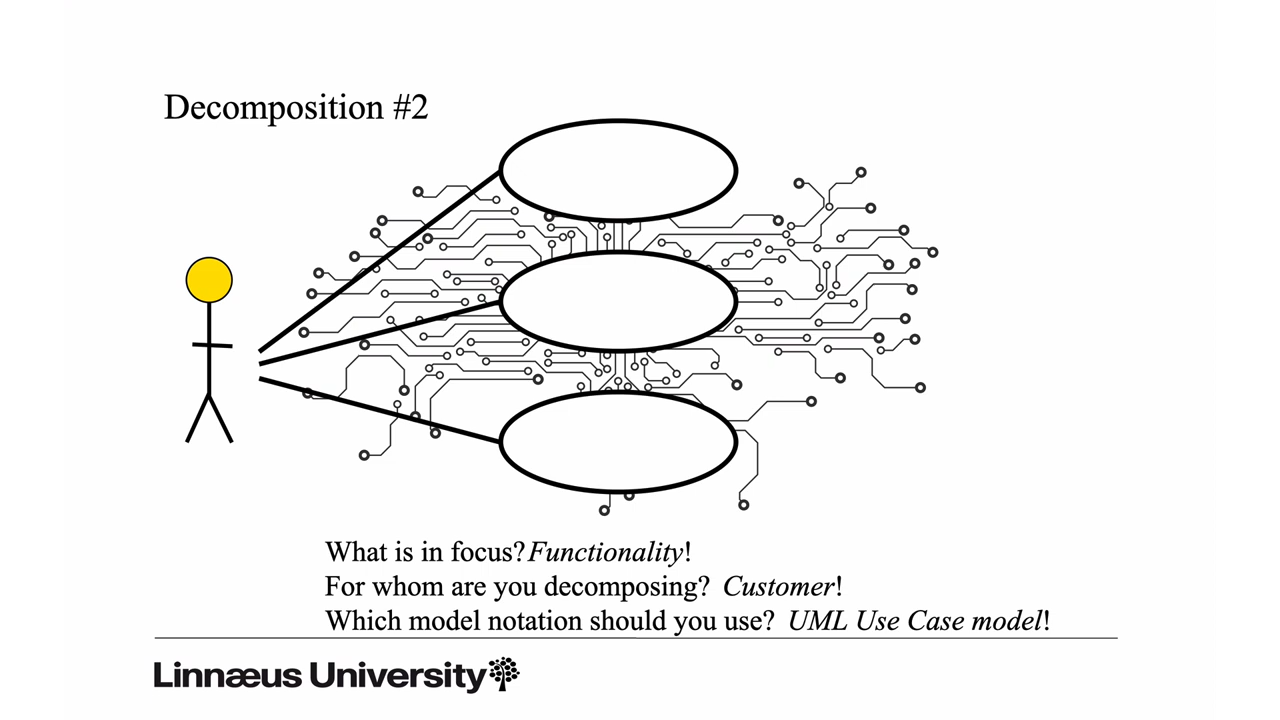 Decomposition #2
What is in focus? Functionality!
For whom are you decomposing? Customer!
Which model notation should you use? UML Use Case model!
Linnæus University